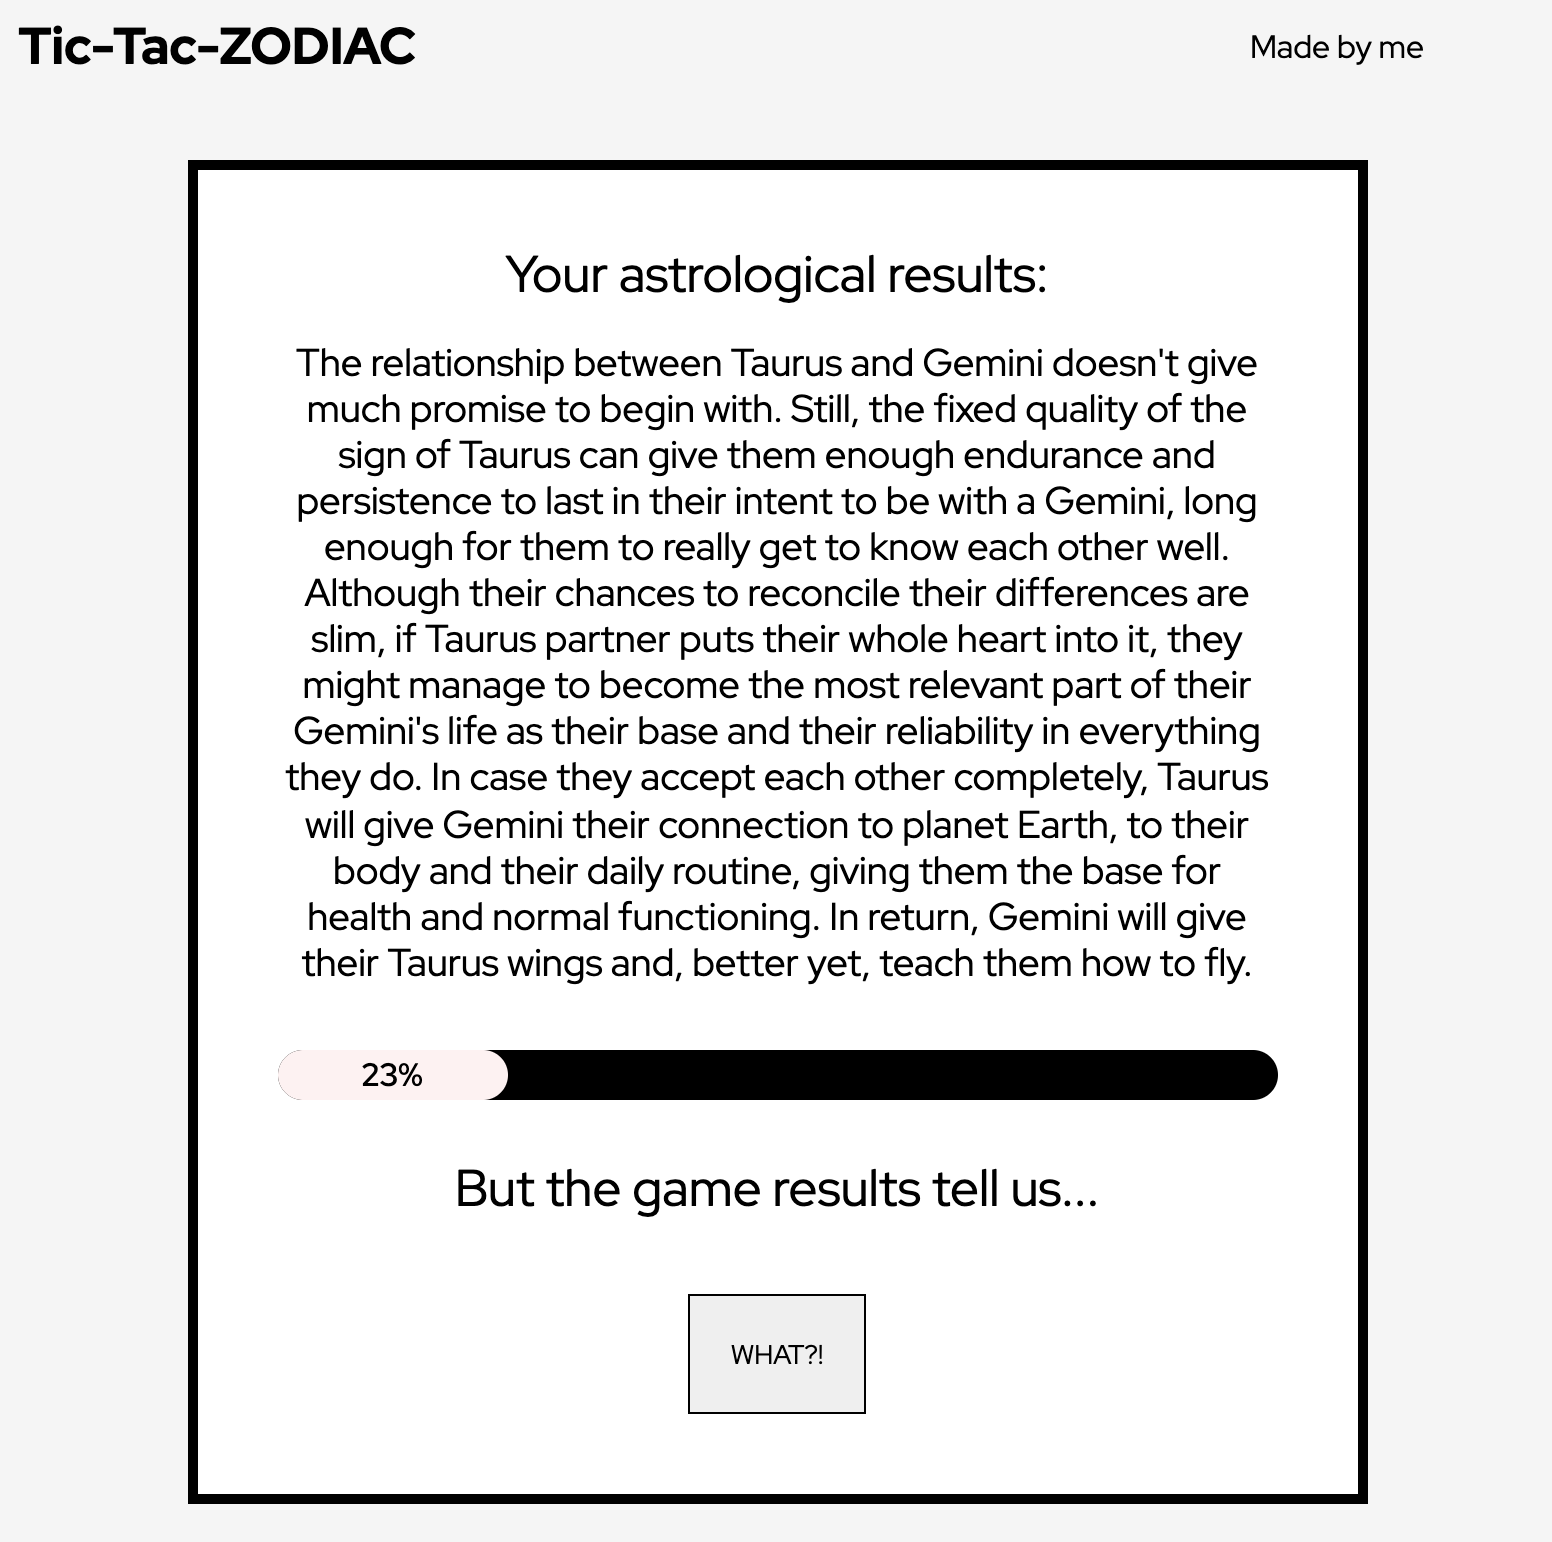 Tic-Tac-ZODIAC
Made by me
Your astrological results:
The relationship between Taurus and Gemini doesn't give
much promise to begin with. Still, the fixed quality of the
sign of Taurus can give them enough endurance and
persistence to last in their intent to be with a Gemini, long
enough for them to really get to know each other well.
Although their chances to reconcile their differences are
slim, if Taurus partner puts their whole heart into it, they
might manage to become the most relevant part of their
Gemini's life as their base and their reliability in everything
they do. In case they accept each other completely, Taurus
will give Gemini their connection to planet Earth, to their
body and their daily routine, giving them the base for
health and normal functioning. In return, Gemini will give
their Taurus wings and, better yet, teach them how to fly.
23%
But the game results tell us...
WHAT?!